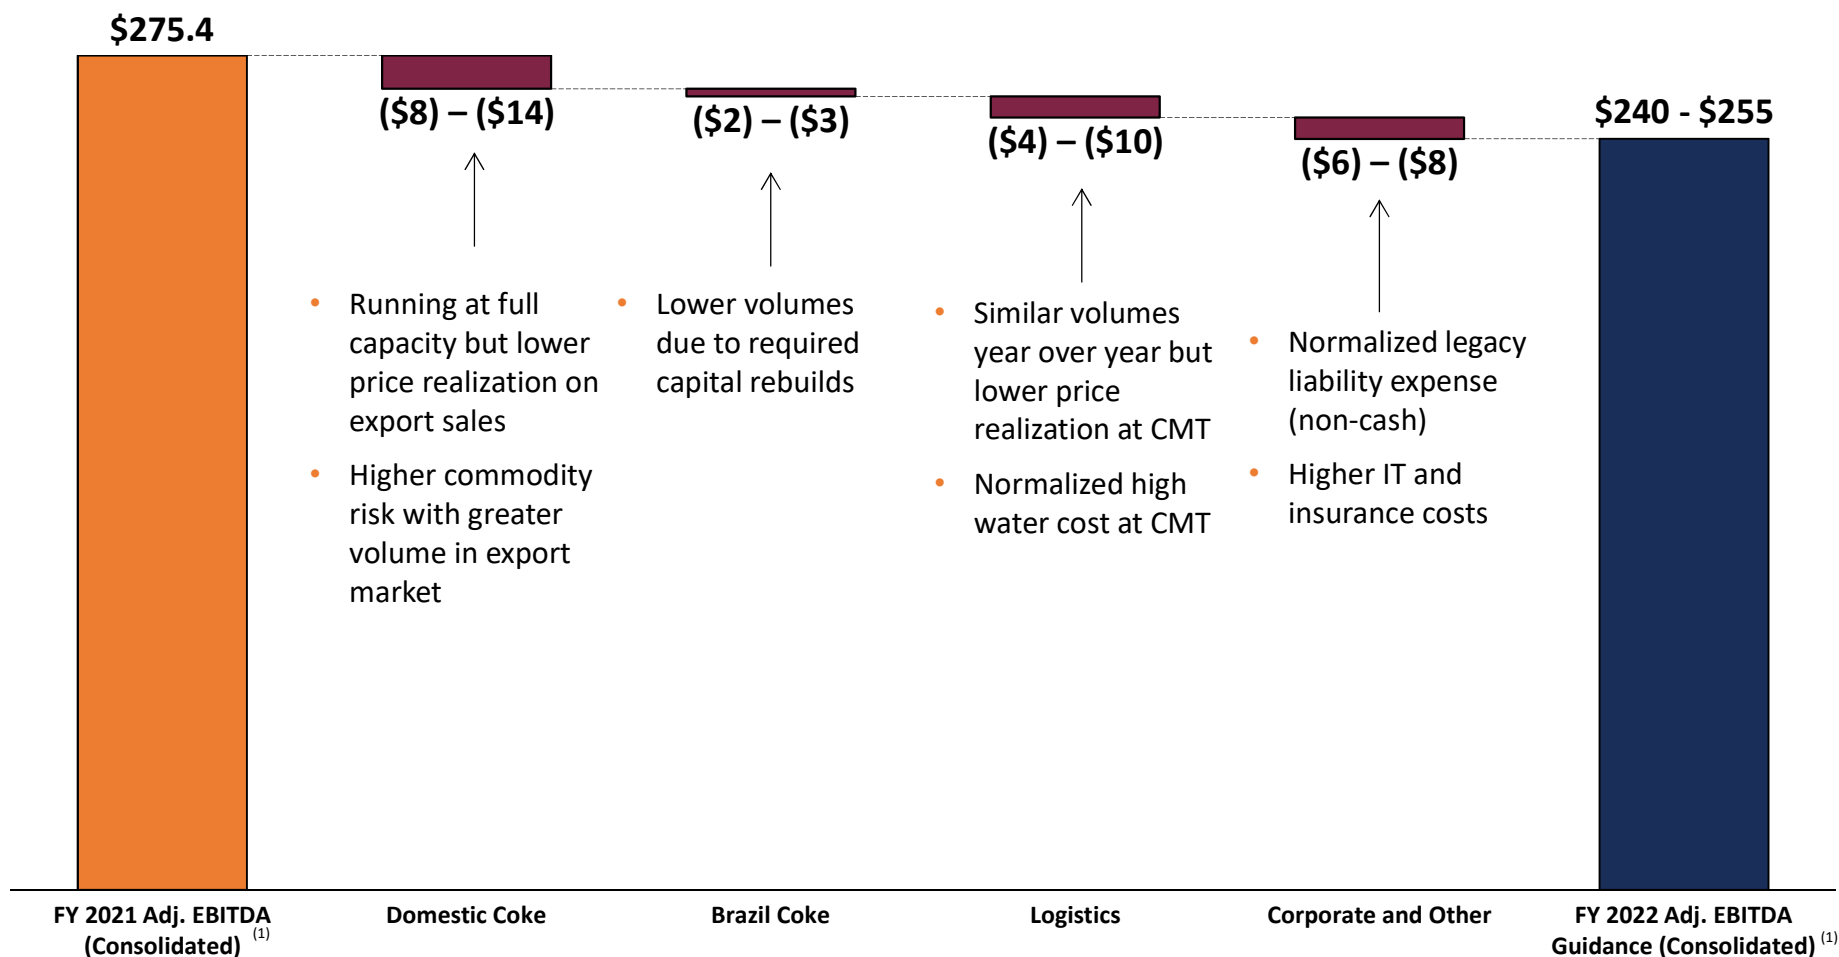 $275.4
($8) – ($14)
($2) – ($3)
($4) – ($10)
($6) – ($8)
$240 - $255
• Running at full
capacity but lower
price realization on
export sales
• Higher commodity
risk with greater
volume in export
market
• Lower volumes
due to required
capital rebuilds
• Similar volumes
year over year but
lower price
realization at CMT
• Normalized high
water cost at CMT
• Normalized legacy
liability expense
(non-cash)
• Higher IT and
insurance costs
FY 2021 Adj. EBITDA
(Consolidated) (1)
Domestic Coke
Brazil Coke
Logistics
Corporate and Other
FY 2022 Adj. EBITDA
Guidance (Consolidated) (1)